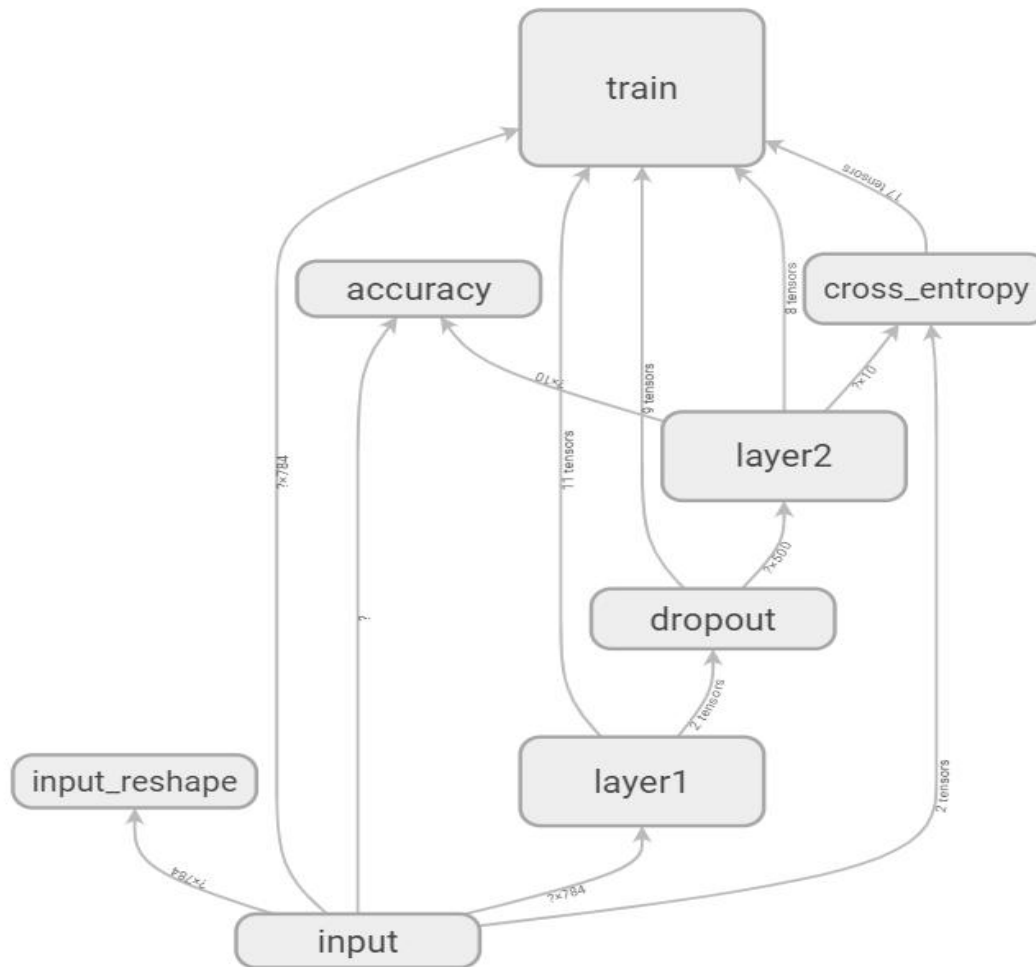 train
17 tensors
accuracy
cross_entropy
8 tensors
?×10
?×10
9 tensors
layer2
11 tensors
?×784
?×500
?
dropout
2 tensors
input_reshape
layer1
2 tensors
?×784
?×784
input